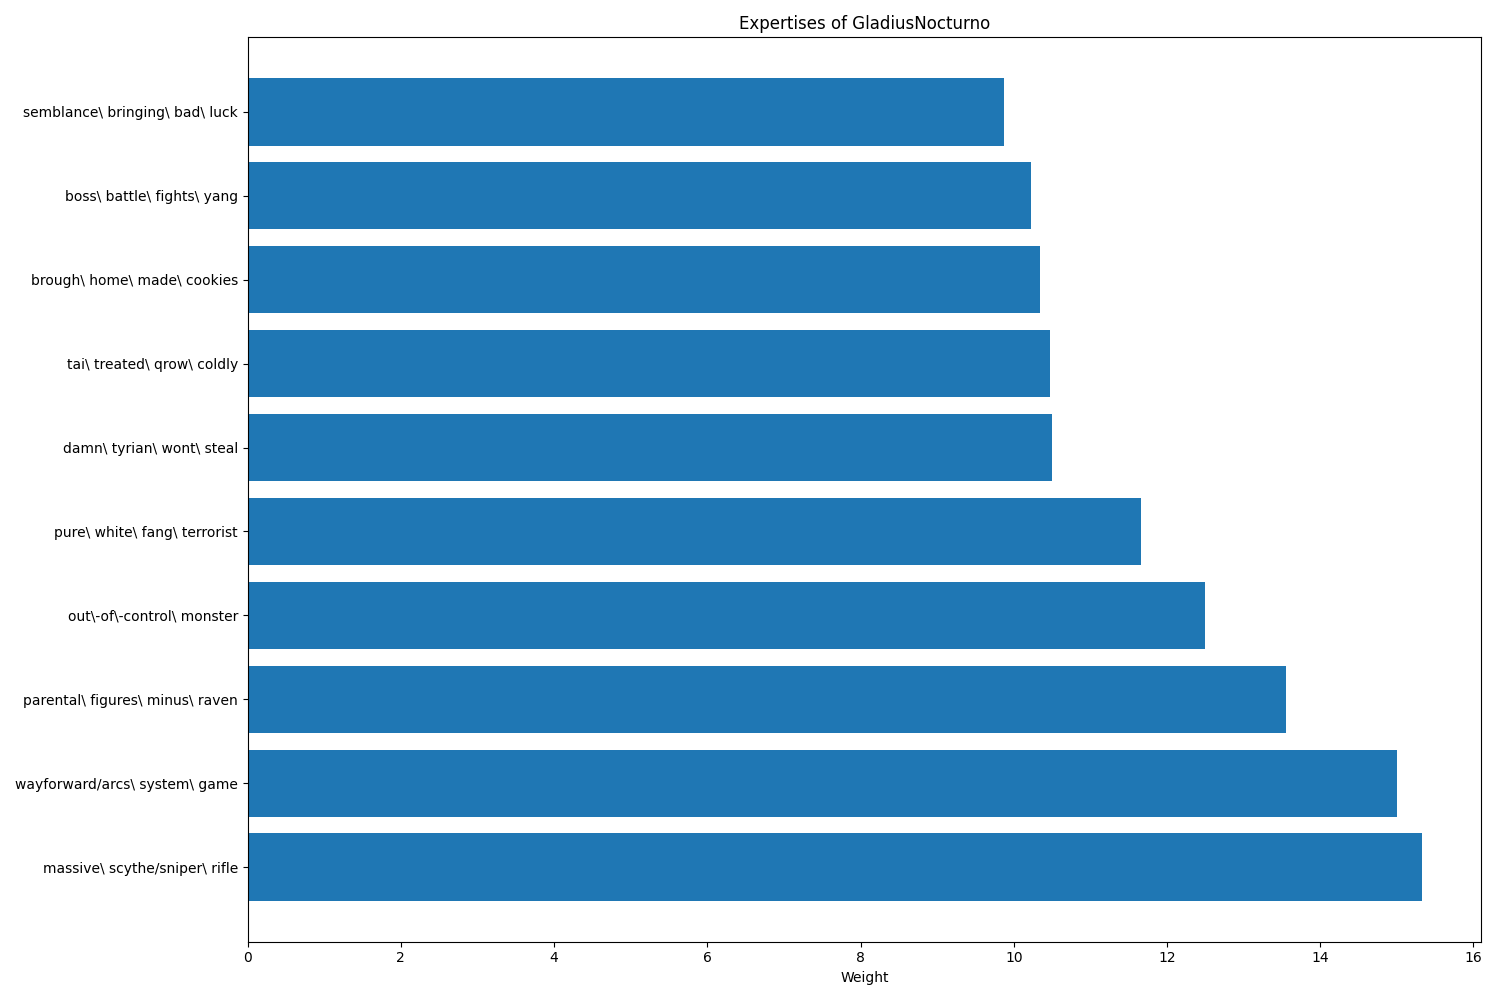 Expertises of GladiusNocturno
semblance\ bringing\ bad\ luck
boss\ battle\ fights\ yang
brough\ home\ made\ cookies
tai\ treated\ qrow\ coldly
damn\ tyrian\ wont\ steal
pure\ white\ fang\ terrorist
out\-of\-control\ monster
parental\ figures\ minus\ raven
wayforward/arcs\ system\ game
massive\ scythe/sniper\ rifle
0 2 4 6 8 10 12 14 16
Weight